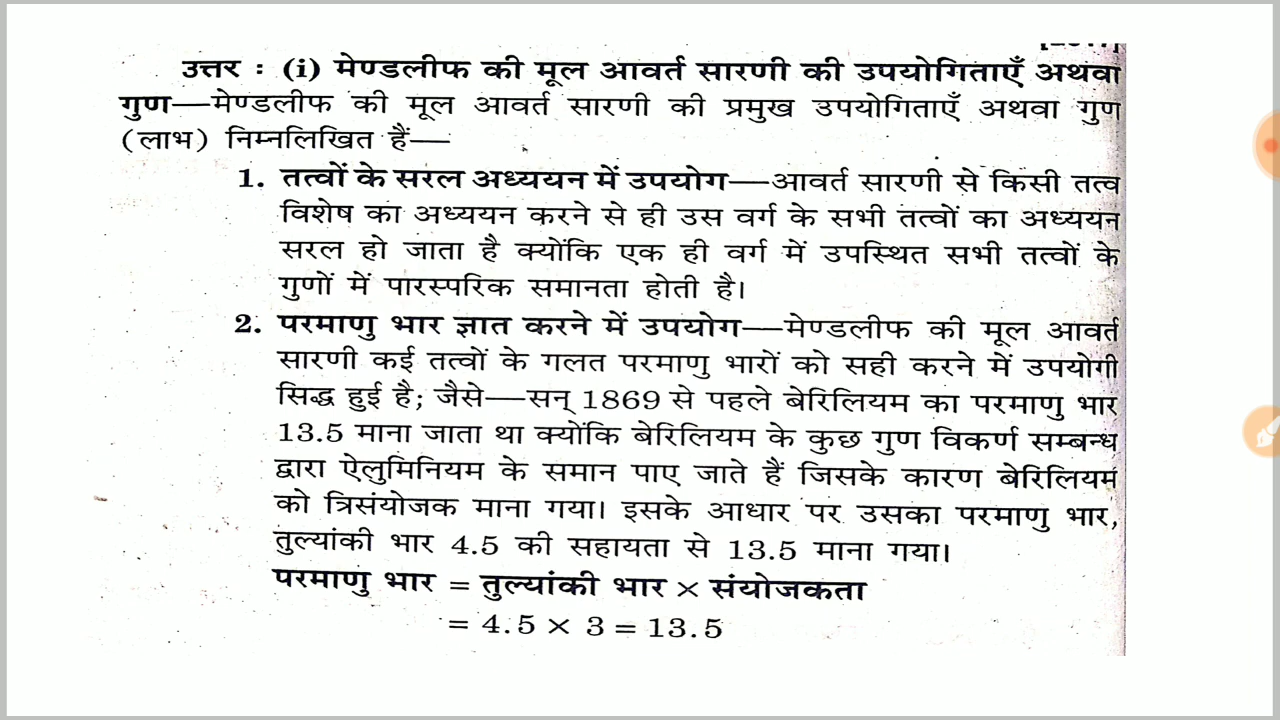 उत्तर : (i) मेण्डलीफ की मूल आवर्त सारणी की उपयोगिताएँ अथवा
गुण—मेण्डलीफ की मूल आवर्त सारणी की प्रमुख उपयोगिताएँ अथवा गुण
(लाभ) निम्नलिखित हैं—
1. तत्वों के सरल अध्ययन में उपयोग—आवर्त सारणी से किसी तत्व
विशेष का अध्ययन करने से ही उस वर्ग के सभी तत्वों का अध्ययन
सरल हो जाता है क्योंकि एक ही वर्ग में उपस्थित सभी तत्वों के
गुणों में पारस्परिक समानता होती है।
2. परमाणु भार ज्ञात करने में उपयोग—मेण्डलीफ की मूल आवर्त
सारणी कई तत्वों के गलत परमाणु भारों को सही करने में उपयोगी
सिद्ध हुई है; जैसे—सन् 1869 से पहले बेरिलियम का परमाणु भार
13.5 माना जाता था क्योंकि बेरिलियम के कुछ गुण विकर्ण सम्बन्ध
द्वारा ऐलुमिनियम के समान पाए जाते हैं जिसके कारण बेरिलियम
को त्रिसंयोजक माना गया। इसके आधार पर उसका परमाणु भार,
तुल्यांकी भार 4.5 की सहायता से 13.5 माना गया।
परमाणु भार = तुल्यांकी भार × संयोजकता
= 4.5 × 3 = 13.5